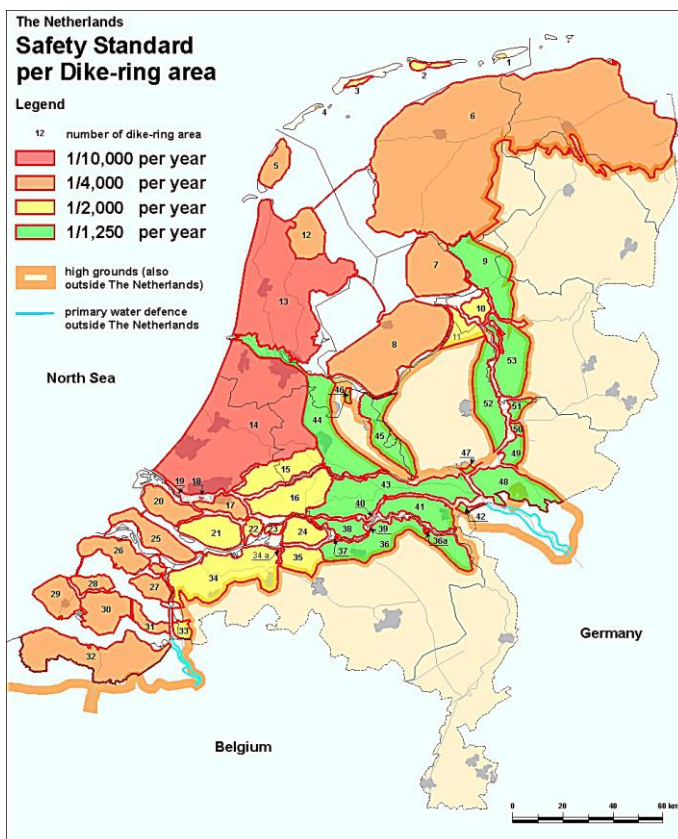 The Netherlands
Safety Standard
per Dike-ring area
Legend
12 number of dike-ring area
1/10,000 per year
1/4,000 per year
1/2,000 per year
1/1,250 per year
high grounds (also
outside The Netherlands)
primary water defence
outside The Netherlands
North Sea
Germany
Belgium
1
2
3
4
5
6
12
7
9
13
10
11
8
53
46
44
45
52
51
50
14
47
49
15
48
19
18
43
16
20
17
40
41
42
21
22
23
24
38
39
25
34 a
37
36
36a
26
35
28
27
34
29
30
31
33
32
0
20
40
60 km